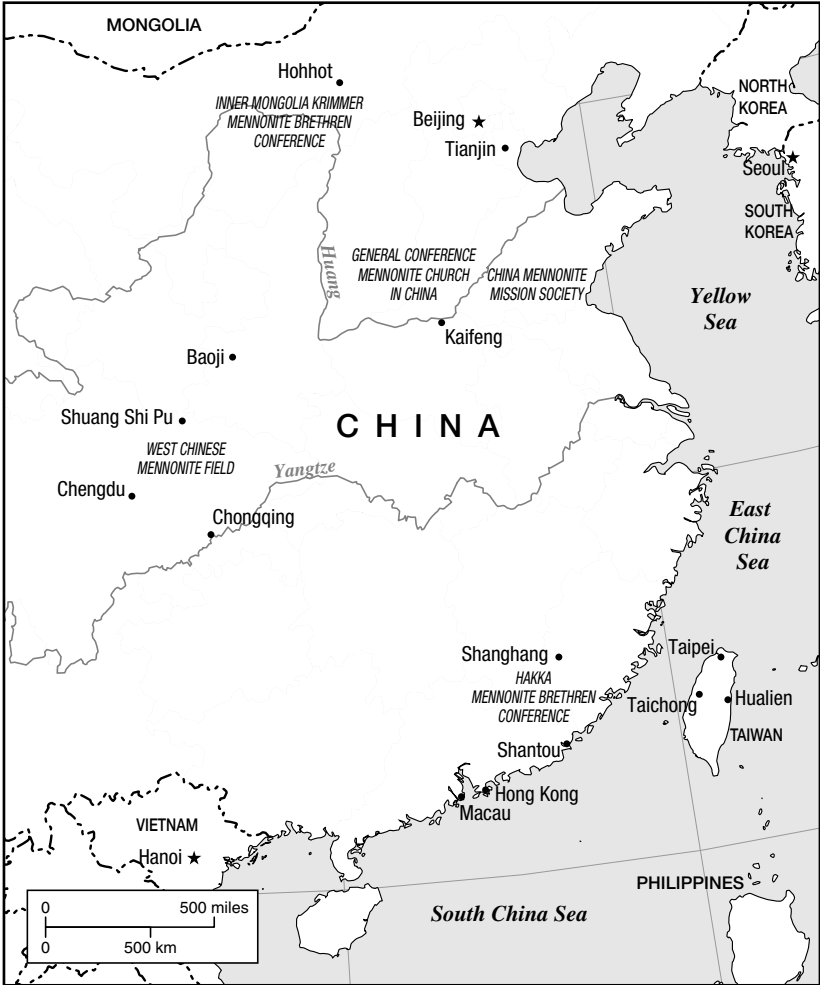 MONGOLIA
Hohhot
INNER MONGOLIA KRIMMER
MENNONITE BRETHREN
CONFERENCE
Beijing
Tianjin
NORTH
KOREA
Seoul
SOUTH
KOREA
Huang
GENERAL CONFERENCE
MENNONITE CHURCH
IN CHINA
CHINA MENNONITE
MISSION SOCIETY
Yellow
Sea
Kaifeng
Baoji
Shuang Shi Pu
CHINA
WEST CHINESE
MENNONITE FIELD
Yangtze
Chengdu
Chongqing
East
China
Sea
Shanghang
HAKKA
MENNONITE BRETHREN
CONFERENCE
Taipei
Taichong
Hualien
TAIWAN
Shantou
Hong Kong
Macau
VIETNAM
Hanoi
PHILIPPINES
South China Sea
0
500 miles
0
500 km